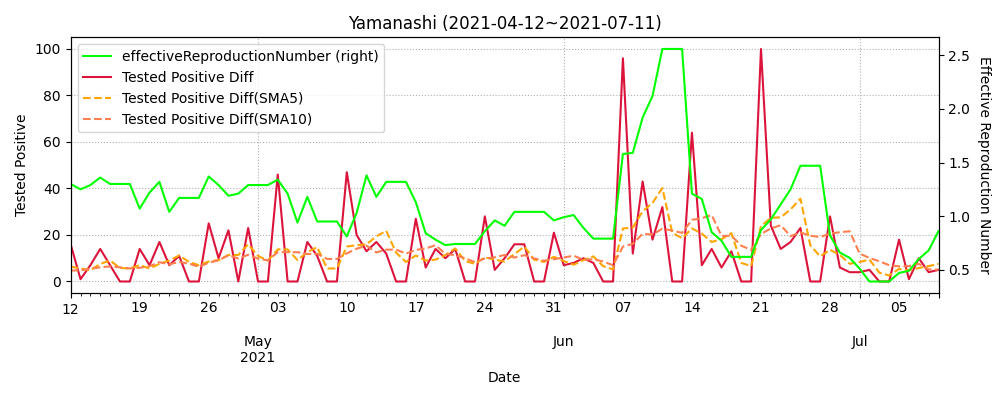 Yamanashi (2021-04-12~2021-07-11)
effectiveReproductionNumber (right)
Tested Positive Diff
Tested Positive Diff(SMA5)
Tested Positive Diff(SMA10)
Tested Positive
100
80
60
40
20
0
2.5
2.0
1.5
1.0
0.5
Effective Reproduction Number
12 19 26 03 10 17 24 31 07 14 21 28 05
May Jun Jul
2021
Date